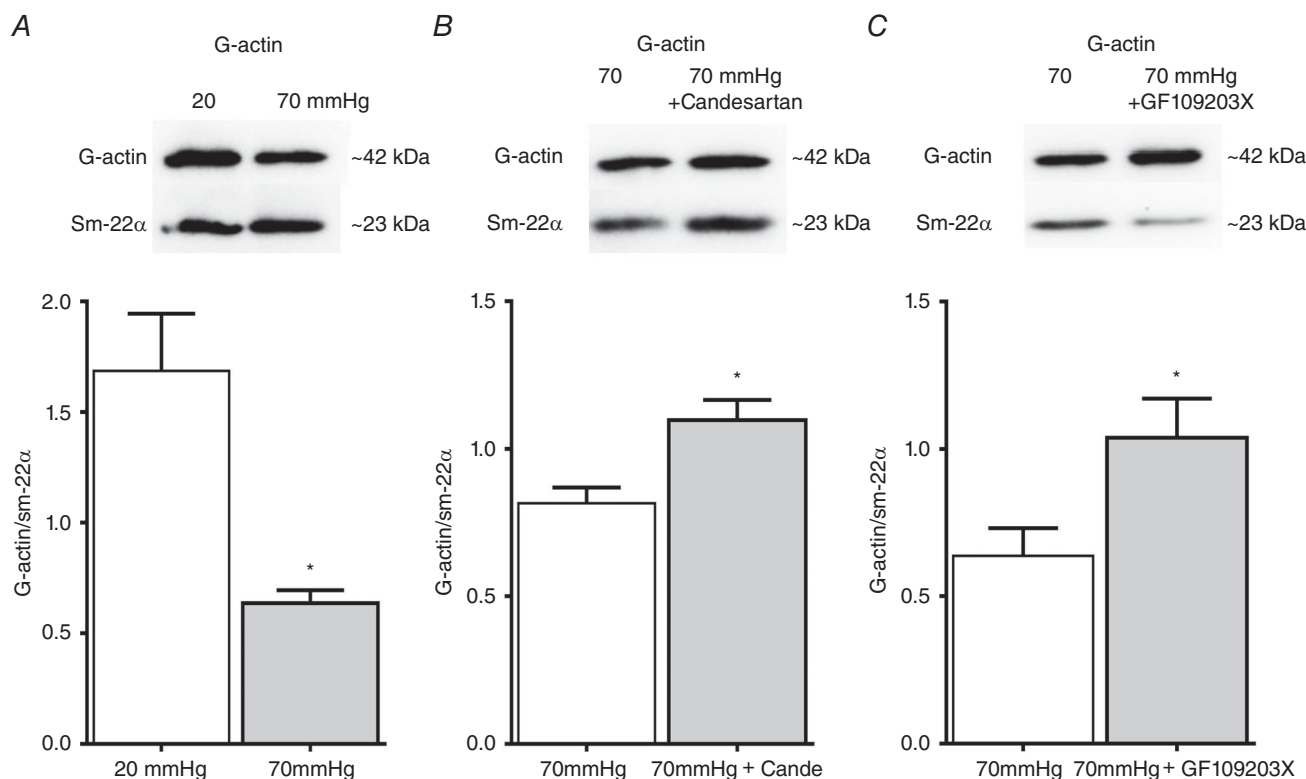 A
G-actin
20 70 mmHg
G-actin ~42 kDa
Sm-22α ~23 kDa
2.0
1.5
1.0
0.5
0.0
G-actin/sm-22α
*
20 mmHg 70mmHg
B
G-actin
70 70 mmHg
+Candesartan
G-actin ~42 kDa
Sm-22α ~23 kDa
1.5
1.0
0.5
0.0
G-actin/sm-22α
*
70mmHg 70mmHg + Cande
C
G-actin
70 70 mmHg
+GF109203X
G-actin ~42 kDa
Sm-22α ~23 kDa
1.5
1.0
0.5
0.0
G-actin/sm-22α
*
70mmHg 70mmHg + GF109203X